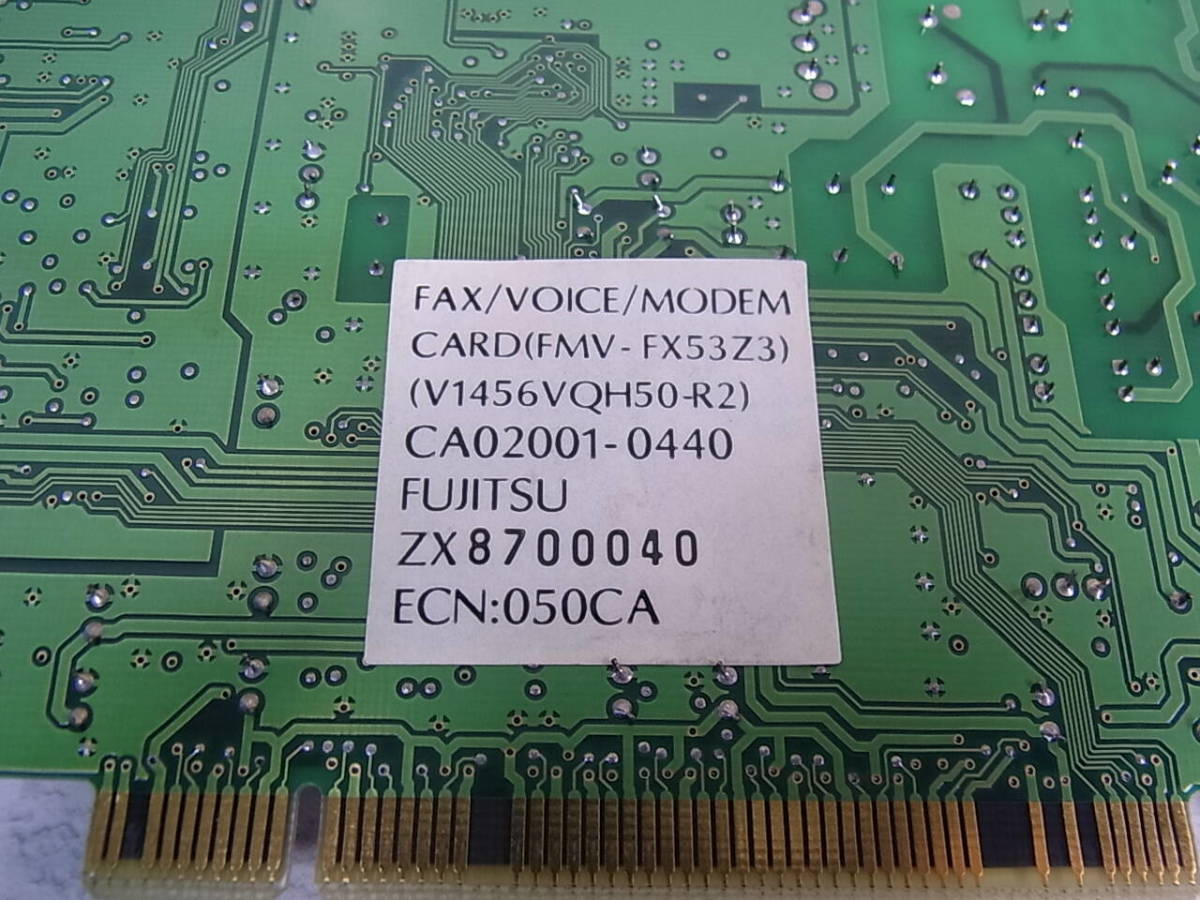 FAX/VOICE/MODEM
CARD(FMV-FX53Z3)
(V1456VQH50-R2)
CA02001-0440
FUJITSU
ZX8700040
ECN:050CA